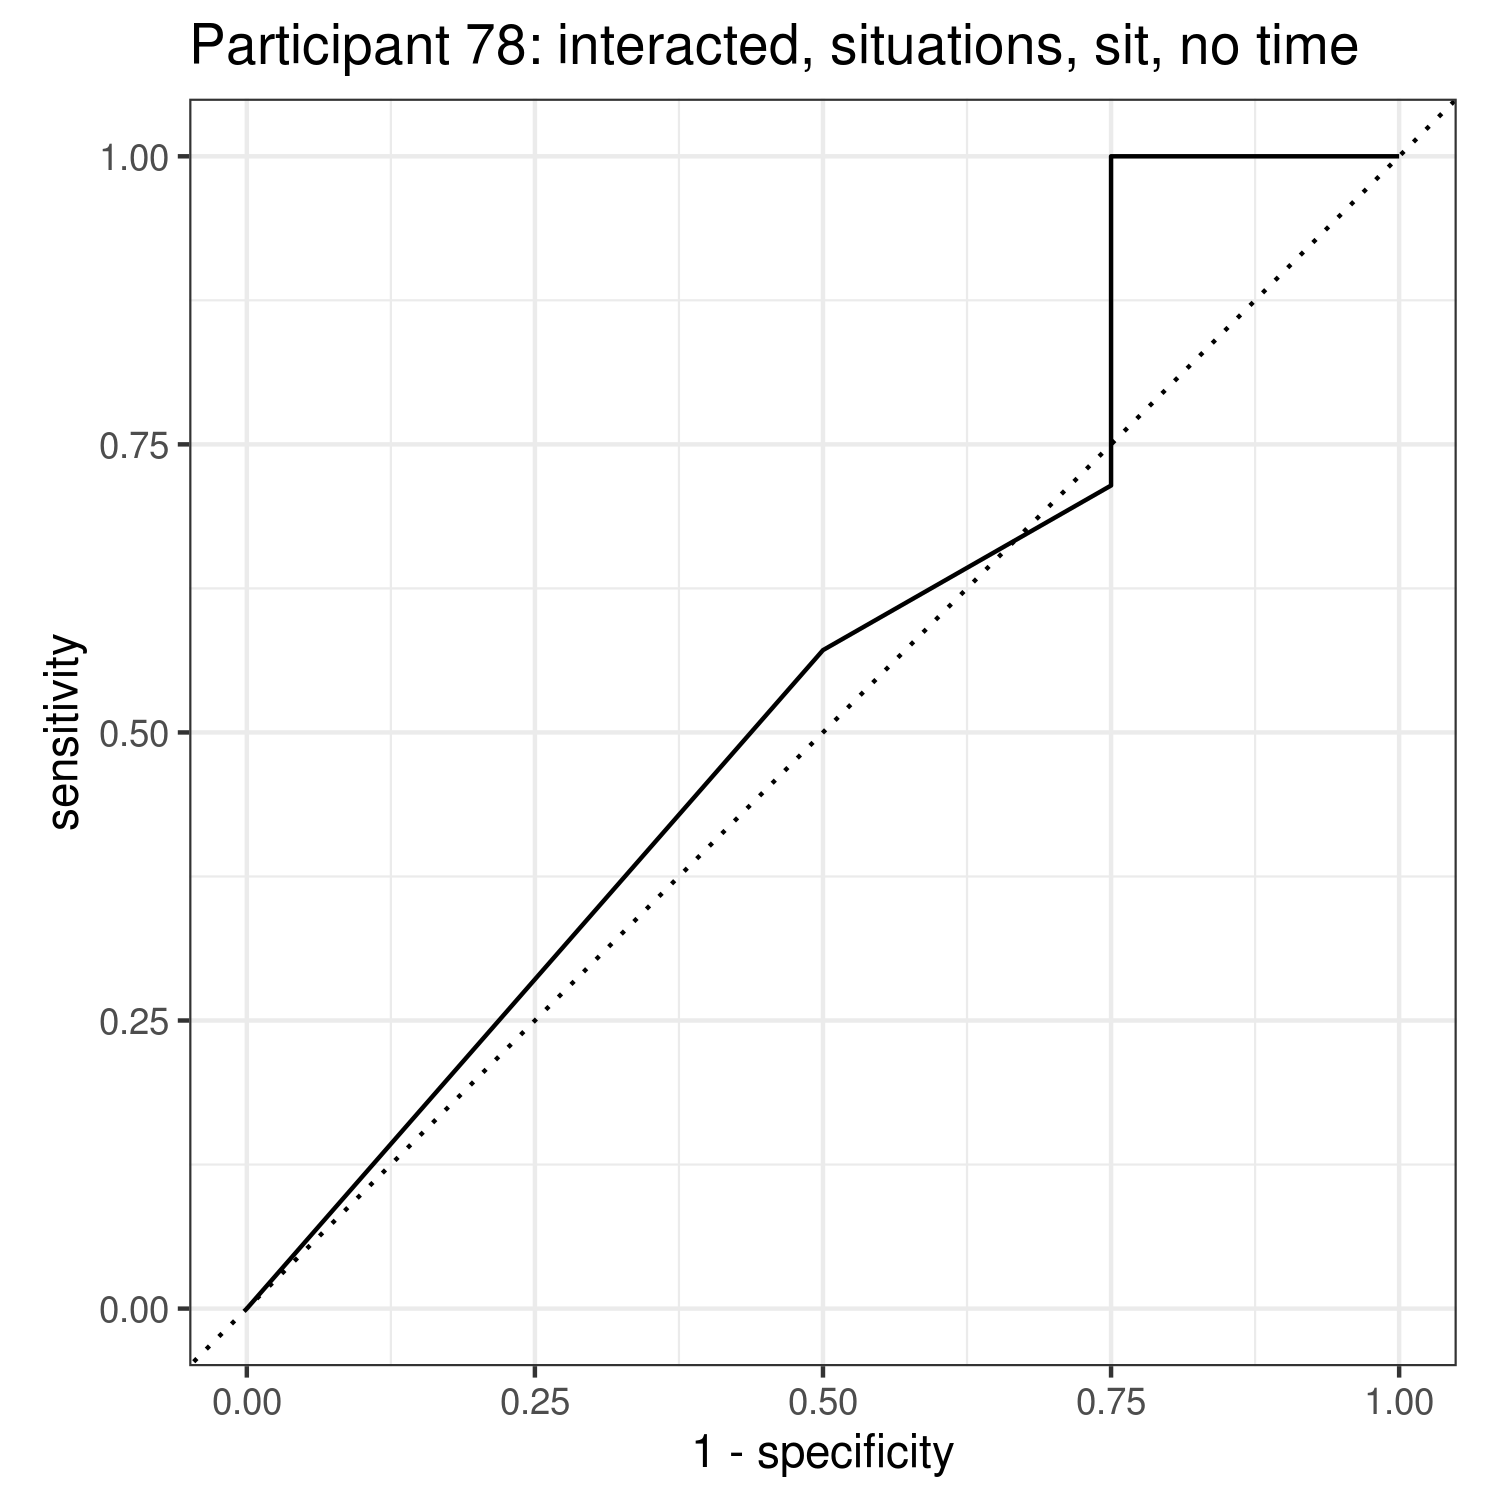 Participant 78: interacted, situations, sit, no time
1.00
0.75
0.50
0.25
0.00
sensitivity
0.00 0.25 0.50 0.75 1.00
1 - specificity